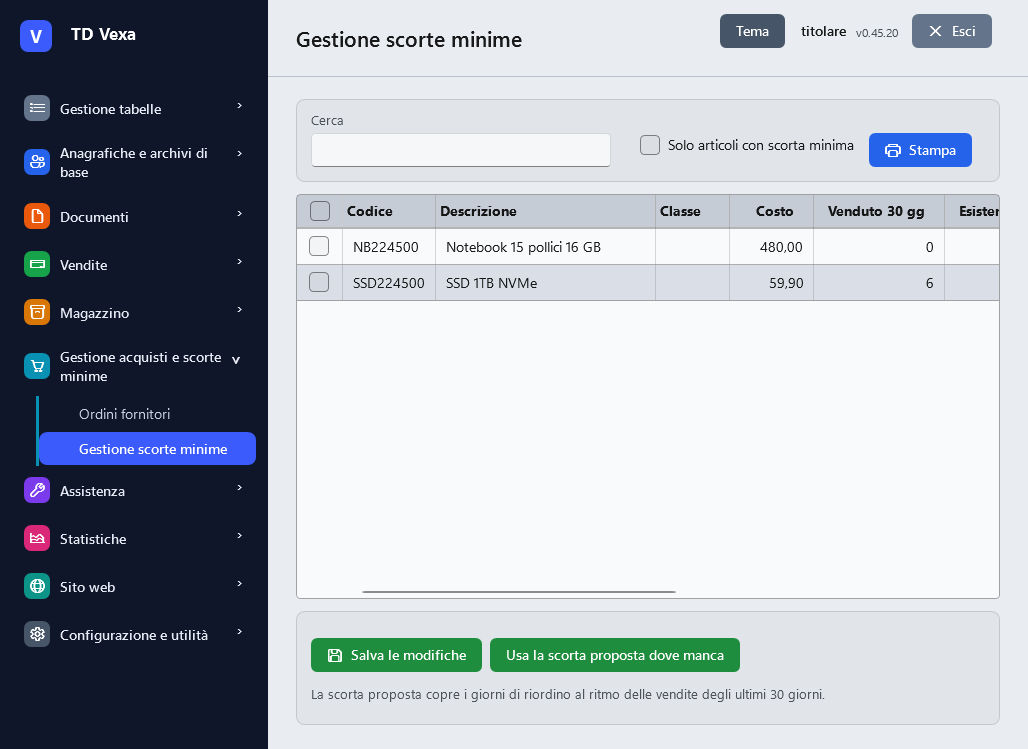 V TD Vexa
Gestione tabelle
Anagrafiche e archivi di
base
Documenti
Vendite
Magazzino
Gestione acquisti e scorte
minime
Ordini fornitori
Gestione scorte minime
Assistenza
Statistiche
Sito web
Configurazione e utilità
Gestione scorte minime
Tema titolare v0.45.20 Esci
Cerca
Solo articoli con scorta minima Stampa
Codice Descrizione Classe Costo Venduto 30 gg
NB224500 Notebook 15 pollici 16 GB 480,00 0
SSD224500 SSD 1TB NVMe 59,90 6
Salva le modifiche Usa la scorta proposta dove manca
La scorta proposta copre i giorni di riordino al ritmo delle vendite degli ultimi 30 giorni.